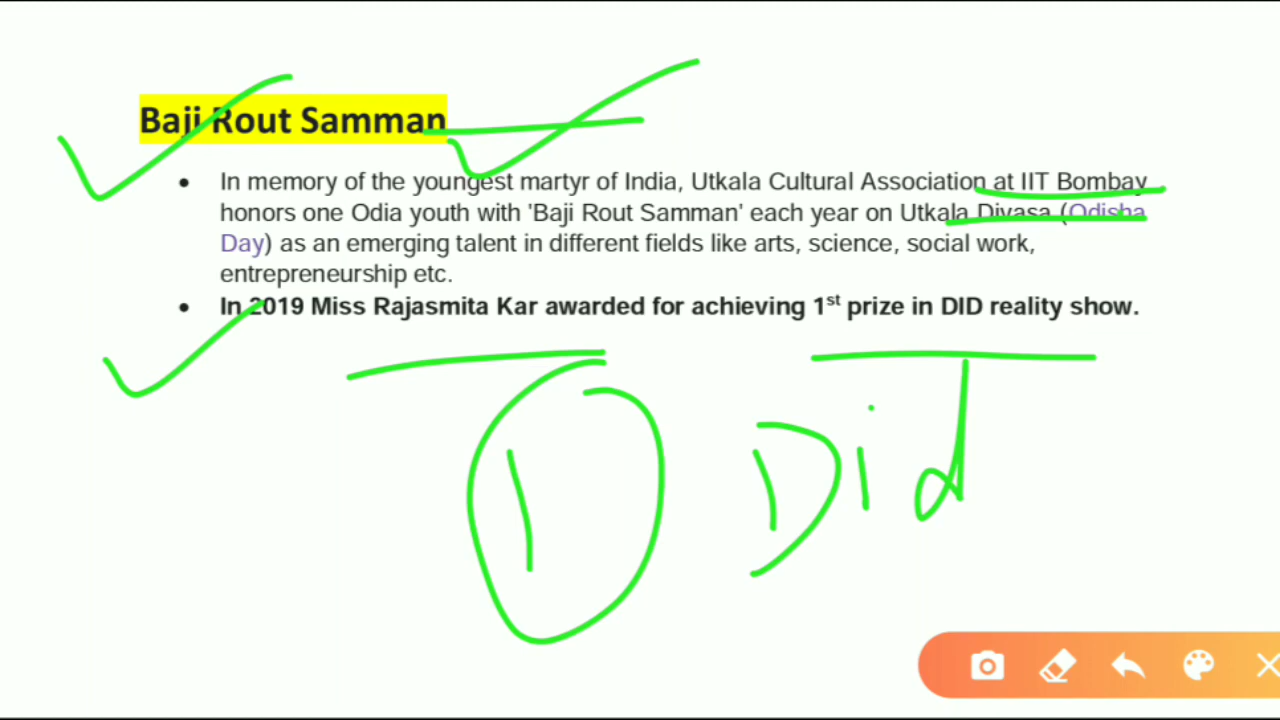 Baji Rout Samman
• In memory of the youngest martyr of India, Utkala Cultural Association at IIT Bombay
honors one Odia youth with 'Baji Rout Samman' each year on Utkala Divasa (Odisha
Day) as an emerging talent in different fields like arts, science, social work,
entrepreneurship etc.
• In 2019 Miss Rajasmita Kar awarded for achieving 1st prize in DID reality show.
1 Did